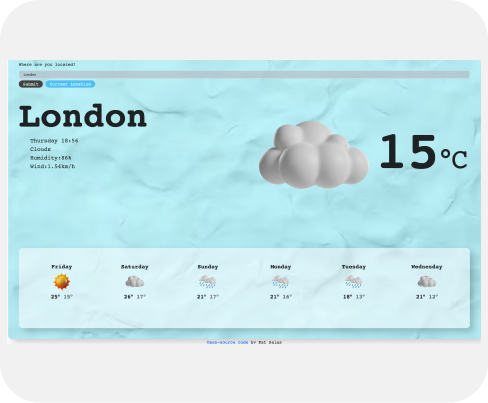 Where are you located?
London
Submit Current Location
London
Thursday 18:56
Clouds
Humidity:86%
Wind:1.54km/h
15°C
Friday Saturday Sunday Monday Tuesday Wednesday
25° 15° 26° 17° 21° 17° 21° 16° 18° 13° 21° 12°
Open-source code by Kat Salus